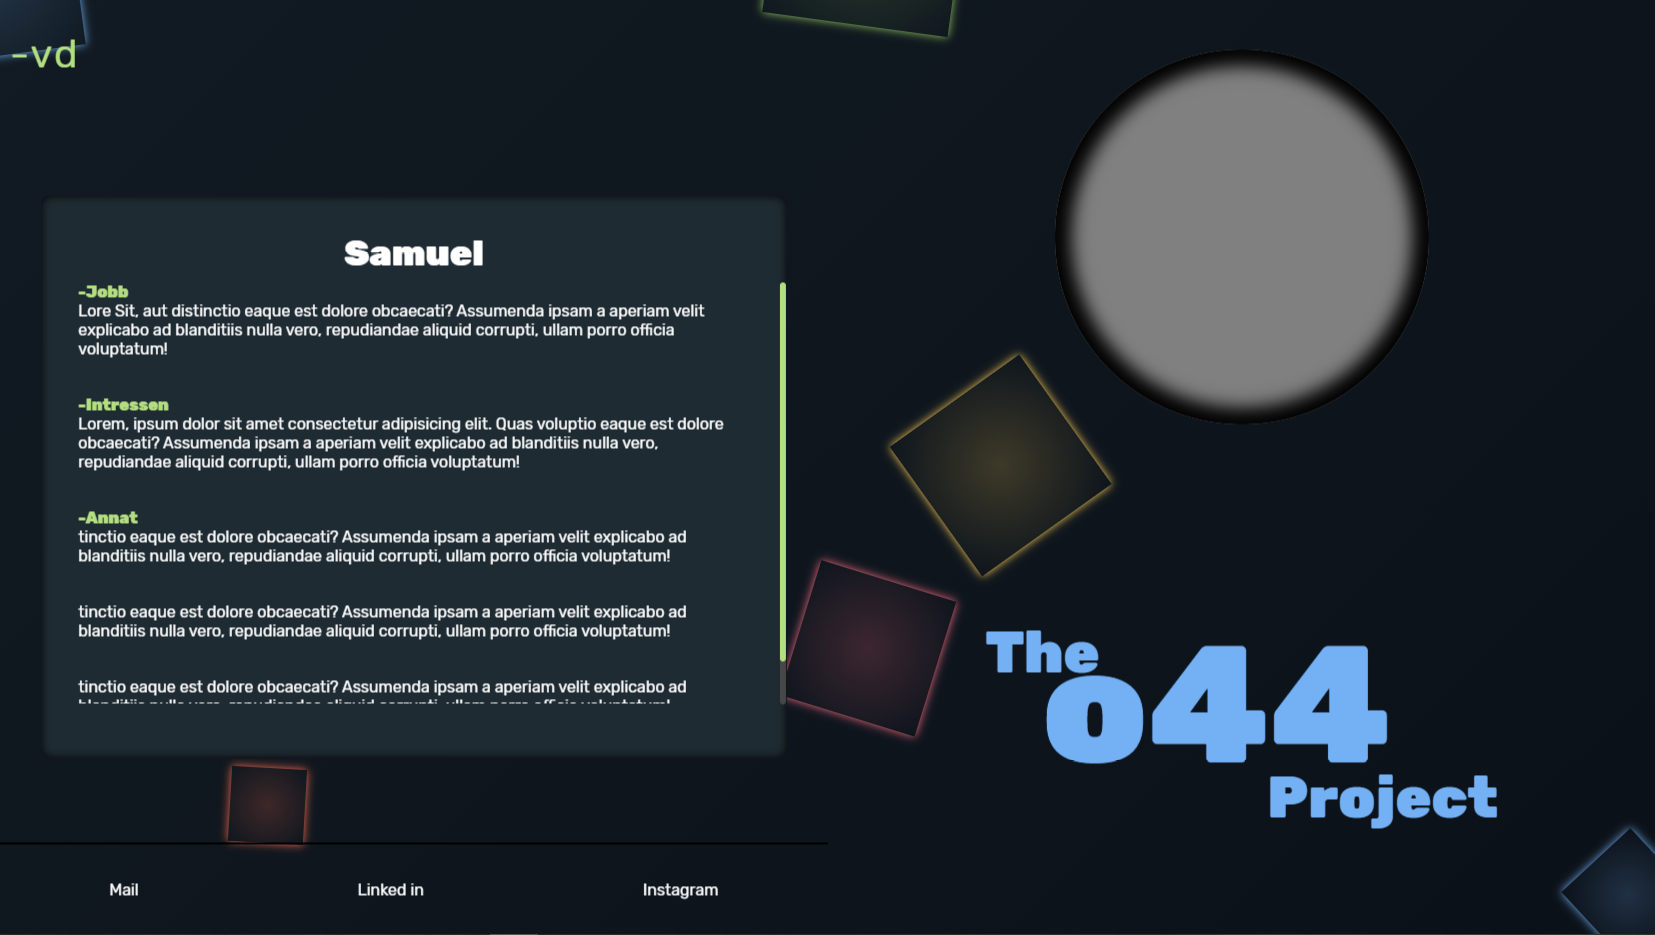 -vd
Samuel
-Jobb
Lore Sit, aut distinctio eaque est dolore obcaecati? Assumenda ipsam a aperiam velit
explicabo ad blanditiis nulla vero, repudiandae aliquid corrupti, ullam porro officia
voluptatum!
-Intressen
Lorem, ipsum dolor sit amet consectetur adipisicing elit. Quas voluptio eaque est dolore
obcaecati? Assumenda ipsam a aperiam velit explicabo ad blanditiis nulla vero,
repudiandae aliquid corrupti, ullam porro officia voluptatum!
-Annat
tinctio eaque est dolore obcaecati? Assumenda ipsam a aperiam velit explicabo ad
blanditiis nulla vero, repudiandae aliquid corrupti, ullam porro officia voluptatum!
tinctio eaque est dolore obcaecati? Assumenda ipsam a aperiam velit explicabo ad
blanditiis nulla vero, repudiandae aliquid corrupti, ullam porro officia voluptatum!
tinctio eaque est dolore obcaecati? Assumenda ipsam a aperiam velit explicabo ad
Mail
Linked in
Instagram
The
o44
Project